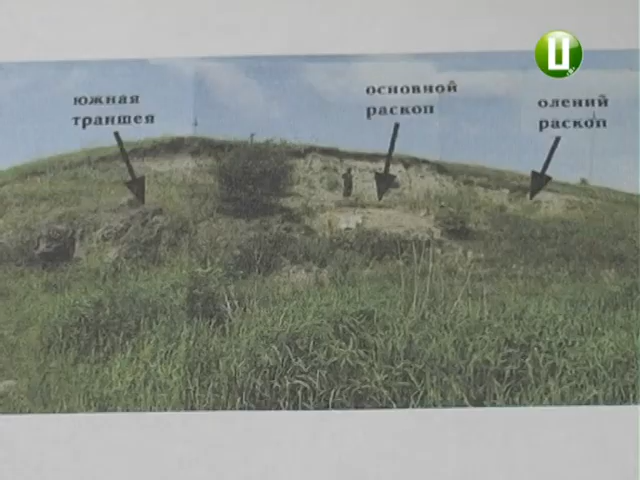 южная
траншея
основной
раскоп
олений
раскоп
Ц